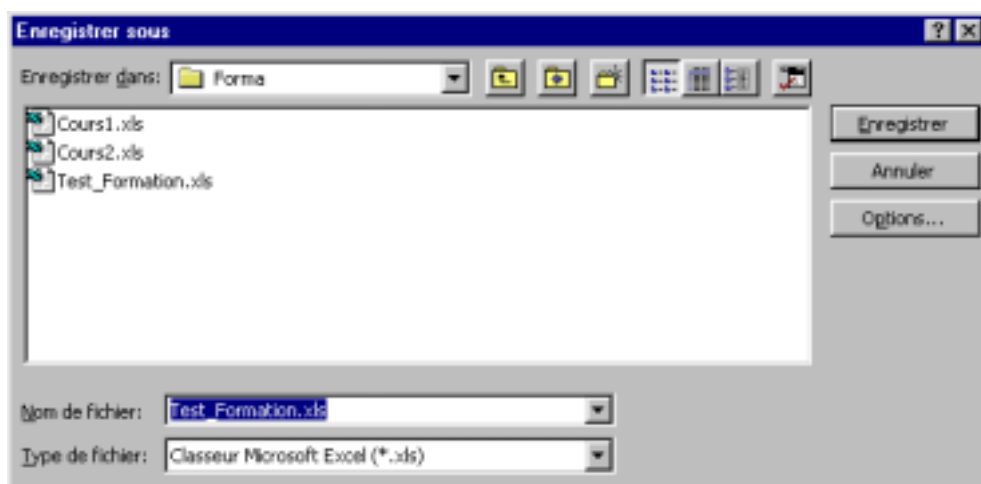 Enregistrer sous
Enregistrer dans: Forma
Cours1.xls
Cours2.xls
Test_Formation.xls
Enregistrer
Annuler
Options...
Nom de fichier: Test_Formation.xls
Type de fichier: Classeur Microsoft Excel (*.xls)